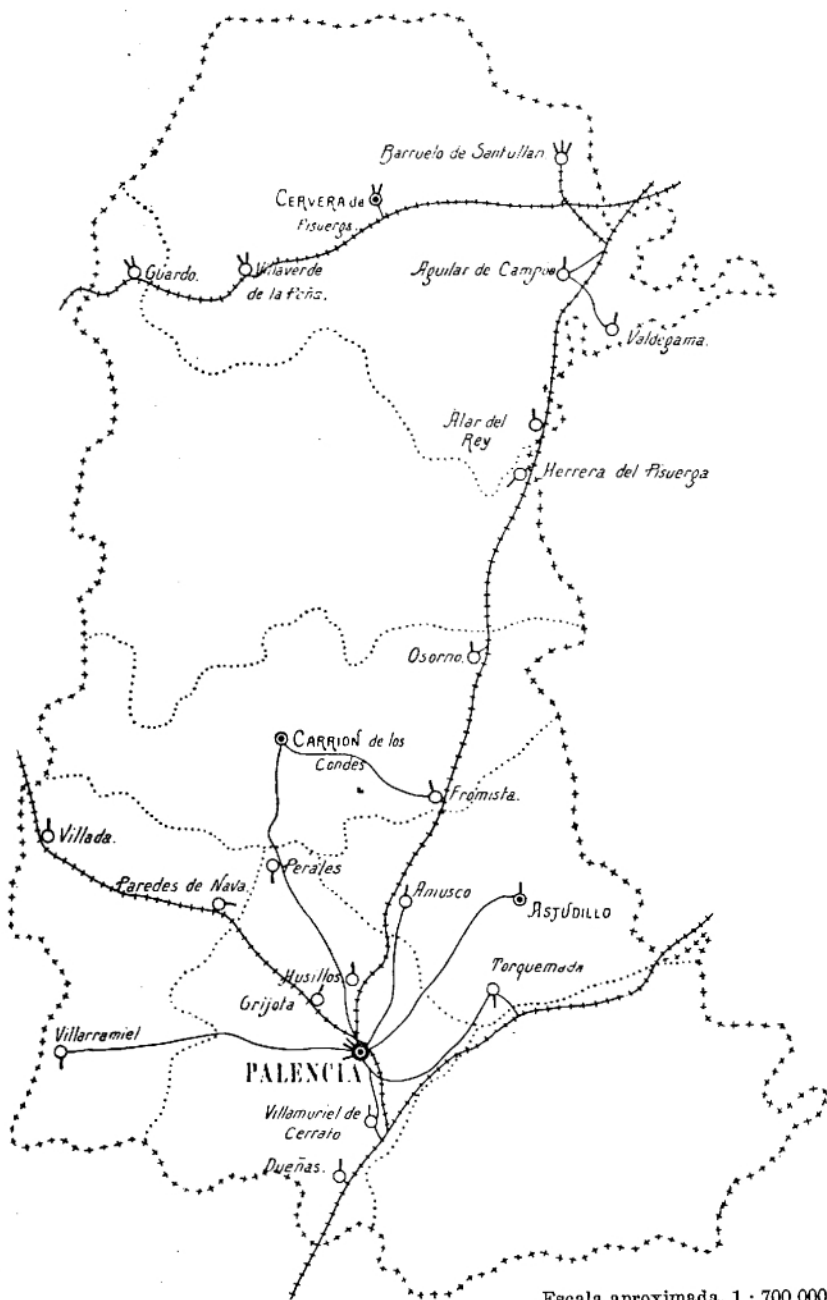 Barruelo de Santullan
CERVERA de
Pisuerga.
Guardo.
Villaverde
de la Peña.
Aguilar de Campóo
Valdegama.
Alar del
Rey
Herrera del Pisuerga
Osorno.
CARRIÓN de los
Condes
Fromista.
Villada.
Perales
Paredes de Nava.
Amusco
ASTUDILLO
Husillos
Torquemada
Grijota
Villarramiel
PALENCIA
Villamuriel de
Cerrato
Dueñas.
Escala aproximada, 1 : 700.000